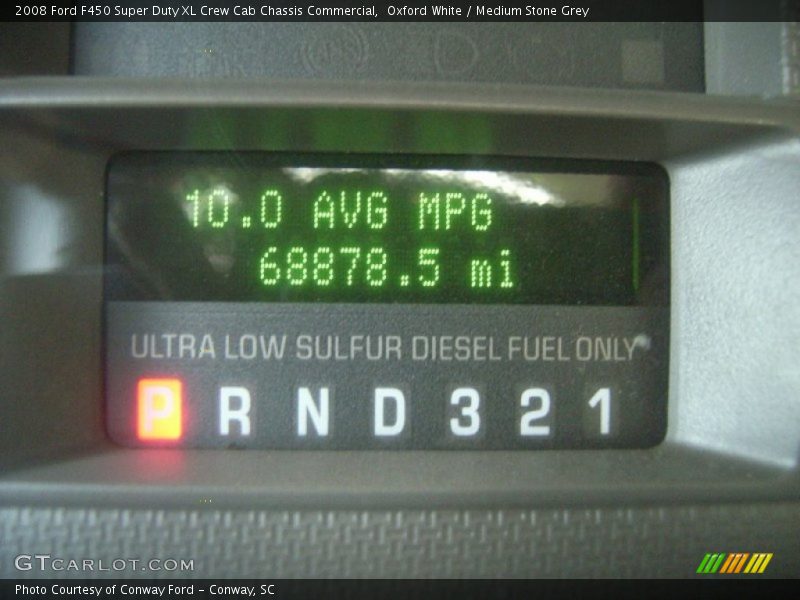 2008 Ford F450 Super Duty XL Crew Cab Chassis Commercial,  Oxford White / Medium Stone Grey
10.0 AVG MPG
68878.5 mi
ULTRA LOW SULFUR DIESEL FUEL ONLY
P R N D 3 2 1
GTCARLOT.COM
Photo Courtesy of Conway Ford – Conway, SC